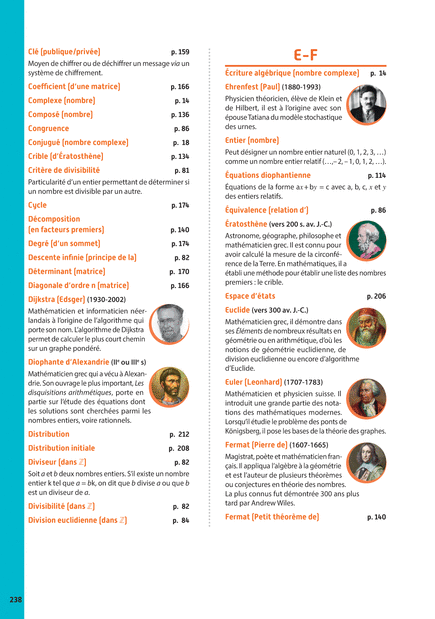 Clé [publique/privée] p. 159
Moyen de chiffrer ou de déchiffrer un message via un
système de chiffrement.
Coefficient [d'une matrice] p. 166
Complexe [nombre] p. 14
Composé [nombre] p. 136
Congruence p. 86
Conjugué [nombre complexe] p. 18
Crible [d'Ératosthène] p. 134
Critère de divisibilité p. 81
Particularité d'un entier permettant de déterminer si
un nombre est divisible par un autre.
Cycle p. 174
Décomposition
[en facteurs premiers] p. 140
Degré [d'un sommet] p. 174
Descente infinie [principe de la] p. 82
Déterminant [matrice] p. 170
Diagonale d'ordre n [matrice] p. 166
Dijkstra [Edsger] (1930-2002)
Mathématicien et informaticien néer-
landais à l'origine de l'algorithme qui
porte son nom. L'algorithme de Dijkstra
permet de calculer le plus court chemin
sur un graphe pondéré.
Diophante d'Alexandrie (IIe ou IIIe s)
Mathématicien grec qui a vécu à Alexan-
drie. Son ouvrage le plus important, Les
disquisitions arithmétiques, porte en
partie sur l'étude des équations dont
les solutions sont cherchées parmi les
nombres entiers, voire rationnels.
Distribution p. 212
Distribution initiale p. 208
Diviseur [dans ℤ] p. 82
Soit a et b deux nombres entiers. S'il existe un nombre
entier k tel que a = bk, on dit que b divise a ou que b
est un diviseur de a.
Divisibilité [dans ℤ] p. 82
Division euclidienne [dans ℤ] p. 84
238
E-F
Écriture algébrique [nombre complexe] p. 14
Ehrenfest [Paul] (1880-1993)
Physicien théoricien, élève de Klein et
de Hilbert, il est à l'origine avec son
épouse Tatiana du modèle stochastique
des urnes.
Entier [nombre]
Peut désigner un nombre entier naturel (0, 1, 2, 3, …)
comme un nombre entier relatif (…, – 2, – 1, 0, 1, 2, …).
Équations diophantienne p. 114
Équations de la forme ax + by = c avec a, b, c, x et y
des entiers relatifs.
Équivalence [relation d'] p. 86
Ératosthène (vers 200 s. av. J.-C.)
Astronome, géographe, philosophe et
mathématicien grec. Il est connu pour
avoir calculé la mesure de la circonfé-
rence de la Terre. En mathématiques, il a
établi une méthode pour établir une liste des nombres
premiers : le crible.
Espace d'états p. 206
Euclide (vers 300 av. J.-C.)
Mathématicien grec, il démontre dans
ses Éléments de nombreux résultats en
géométrie ou en arithmétique, d'où les
notions de géométrie euclidienne, de
division euclidienne ou encore d'algorithme
d'Euclide.
Euler [Leonhard] (1707-1783)
Mathématicien et physicien suisse. Il
introduit une grande partie des nota-
tions des mathématiques modernes.
Lorsqu'il étudie le problème des ponts de
Königsberg, il pose les bases de la théorie des graphes.
Fermat [Pierre de] (1607-1665)
Magistrat, poète et mathématicien fran-
çais. Il appliqua l'algèbre à la géométrie
et est l'auteur de plusieurs théorèmes
ou conjectures en théorie des nombres.
La plus connus fut démontrée 300 ans plus
tard par Andrew Wiles.
Fermat [Petit théorème de] p. 140